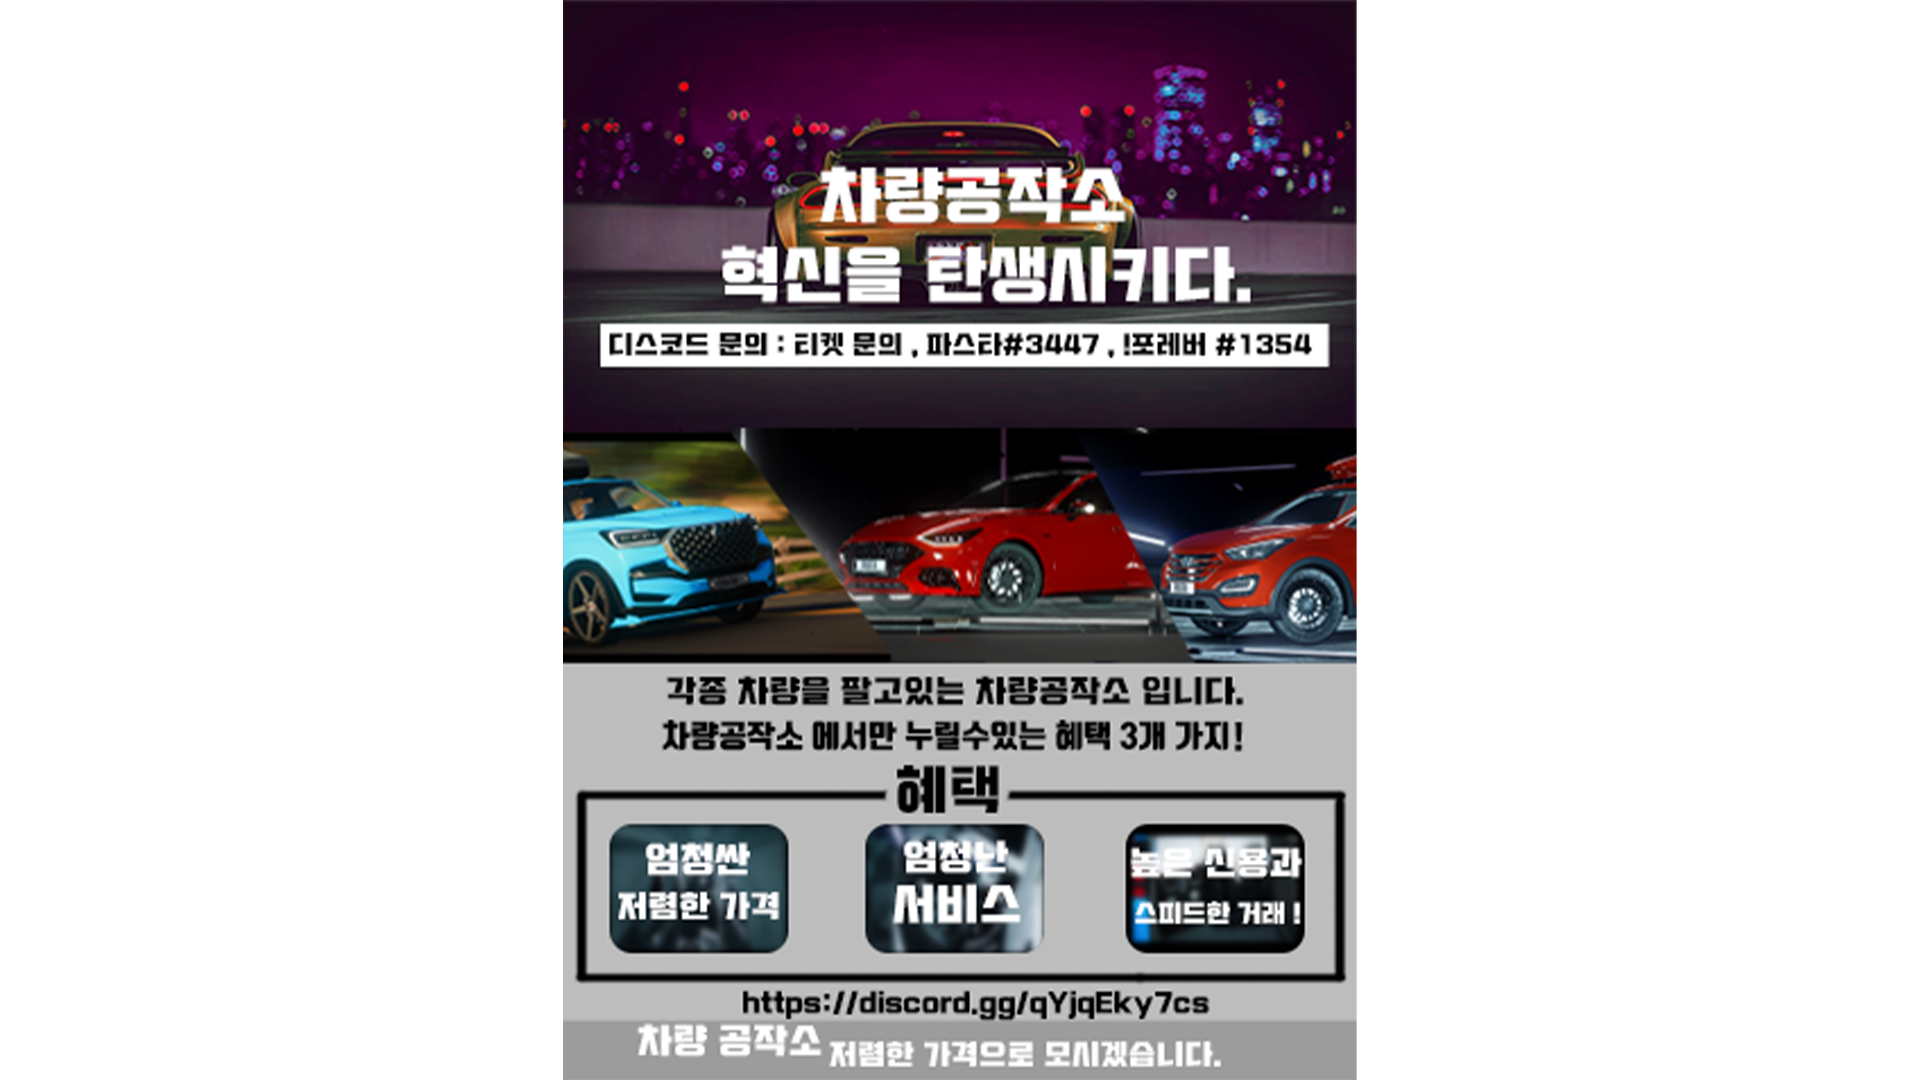 차량공작소
혁신을 탄생시키다.
디스코드 문의 : 티켓 문의 , 파스타#3447 , !포레버 #1354
각종 차량을 팔고있는 차량공작소 입니다.
차량공작소 에서만 누릴수있는 혜택 3개 가지!
혜택
엄청싼
저렴한 가격
엄청난
서비스
높은 신용과
스피드한 거래 !
https://discord.gg/qYjqEky7cs
차량 공작소 저렴한 가격으로 모시겠습니다.